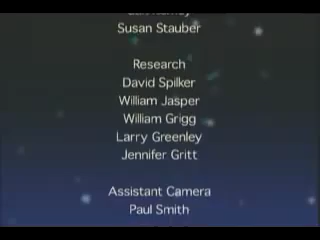 Susan Stauber
Research
David Spilker
William Jasper
William Grigg
Larry Greenley
Jennifer Gritt
Assistant Camera
Paul Smith